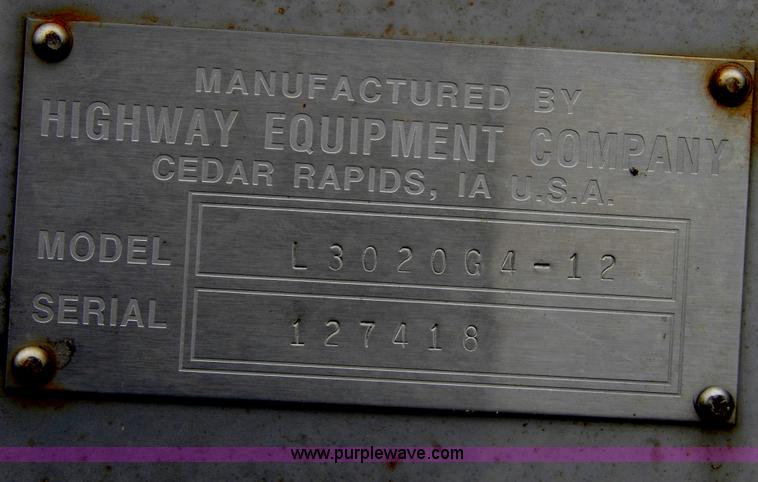 MANUFACTURED BY
HIGHWAY EQUIPMENT COMPANY
CEDAR RAPIDS, IA U.S.A.
MODEL L3020G4-12
SERIAL 127418
www.purplewave.com